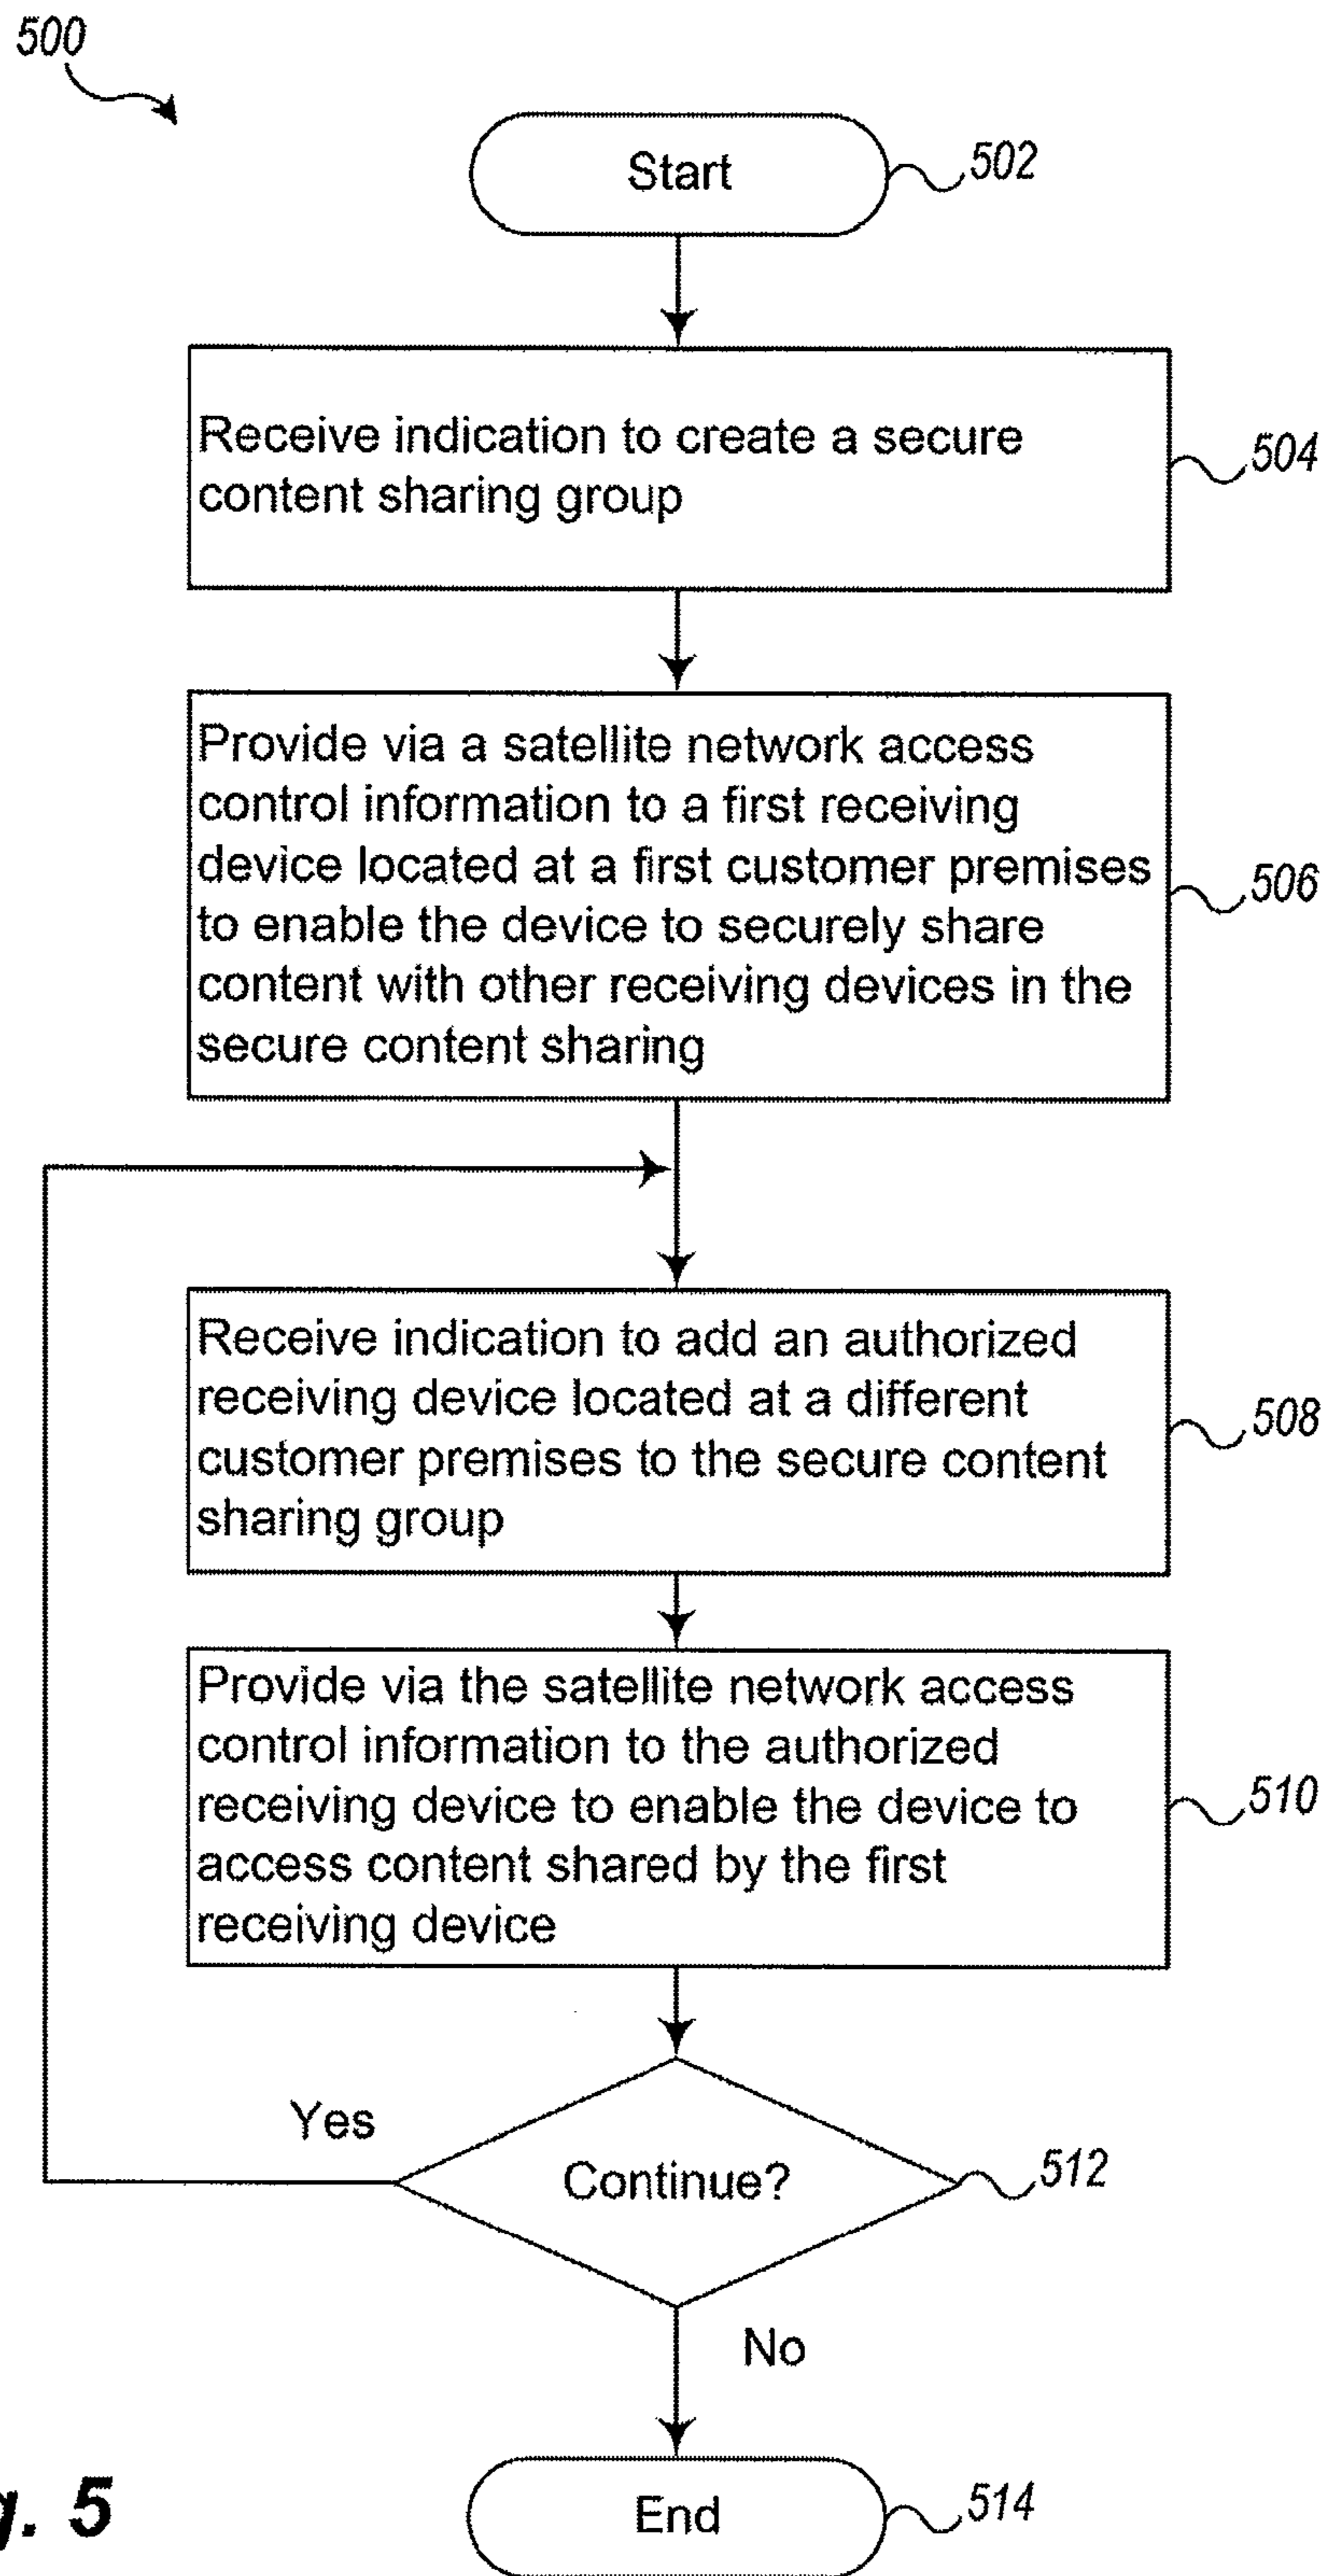 500
Start
502
Receive indication to create a secure
content sharing group
504
Provide via a satellite network access
control information to a first receiving
device located at a first customer premises
to enable the device to securely share
content with other receiving devices in the
secure content sharing
506
Receive indication to add an authorized
receiving device located at a different
customer premises to the secure content
sharing group
508
Provide via the satellite network access
control information to the authorized
receiving device to enable the device to
access content shared by the first
receiving device
510
Yes
Continue?
512
No
End
514
g. 5